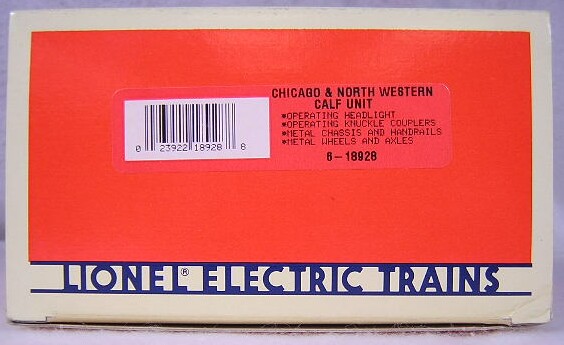 CHICAGO & NORTH WESTERN
CALF UNIT
*OPERATING HEADLIGHT
*OPERATING KNUCKLE COUPLERS
*METAL CHASSIS AND HANDRAILS
*METAL WHEELS AND AXLES
6-18928
0 23922 18928 8
LIONEL® ELECTRIC TRAINS